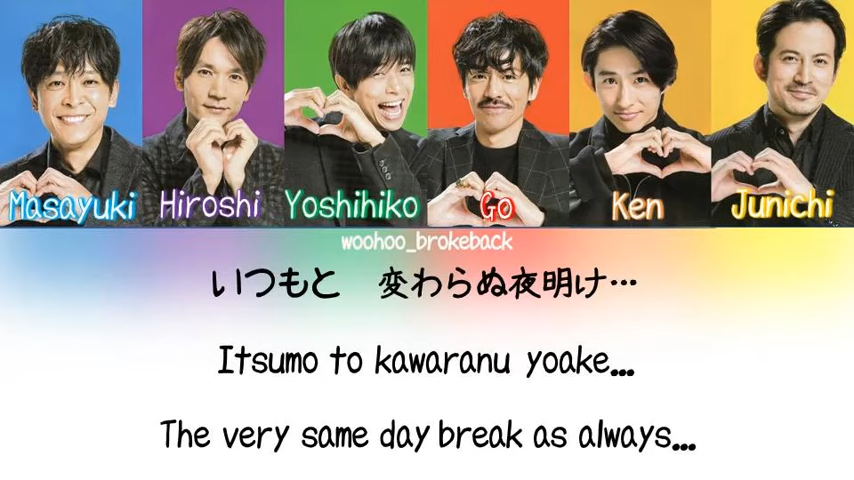 Masayuki Hiroshi Yoshihiko Go Ken Junichi
woohoo_brokeback
いつもと　変わらぬ夜明け…
Itsumo to kawaranu yoake...
The very same day break as always...